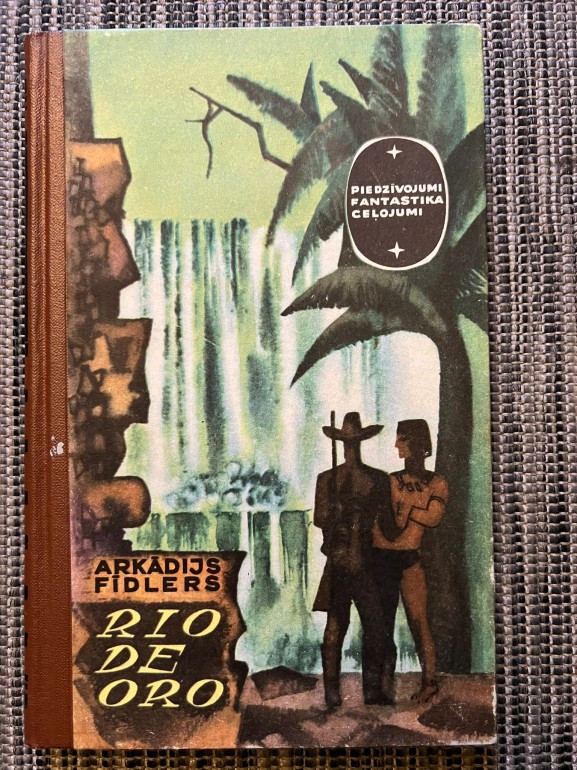 PIEDZĪVOJUMI
FANTASTIKA
CEĻOJUMI
ARKĀDIJS
FĪDLERS
RIO
DE
ORO